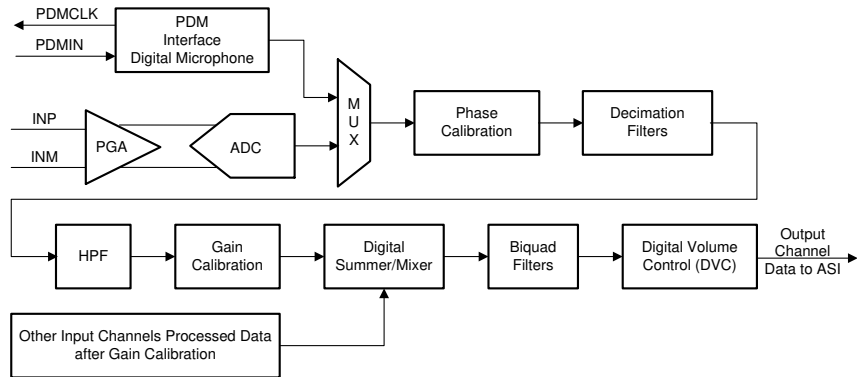 PDMCLK
PDMIN
PDM
Interface
Digital Microphone
INP
INM
PGA
ADC
M
U
X
Phase
Calibration
Decimation
Filters
HPF
Gain
Calibration
Digital
Summer/Mixer
Biquad
Filters
Digital Volume
Control (DVC)
Output
Channel
Data to ASI
Other Input Channels Processed Data
after Gain Calibration